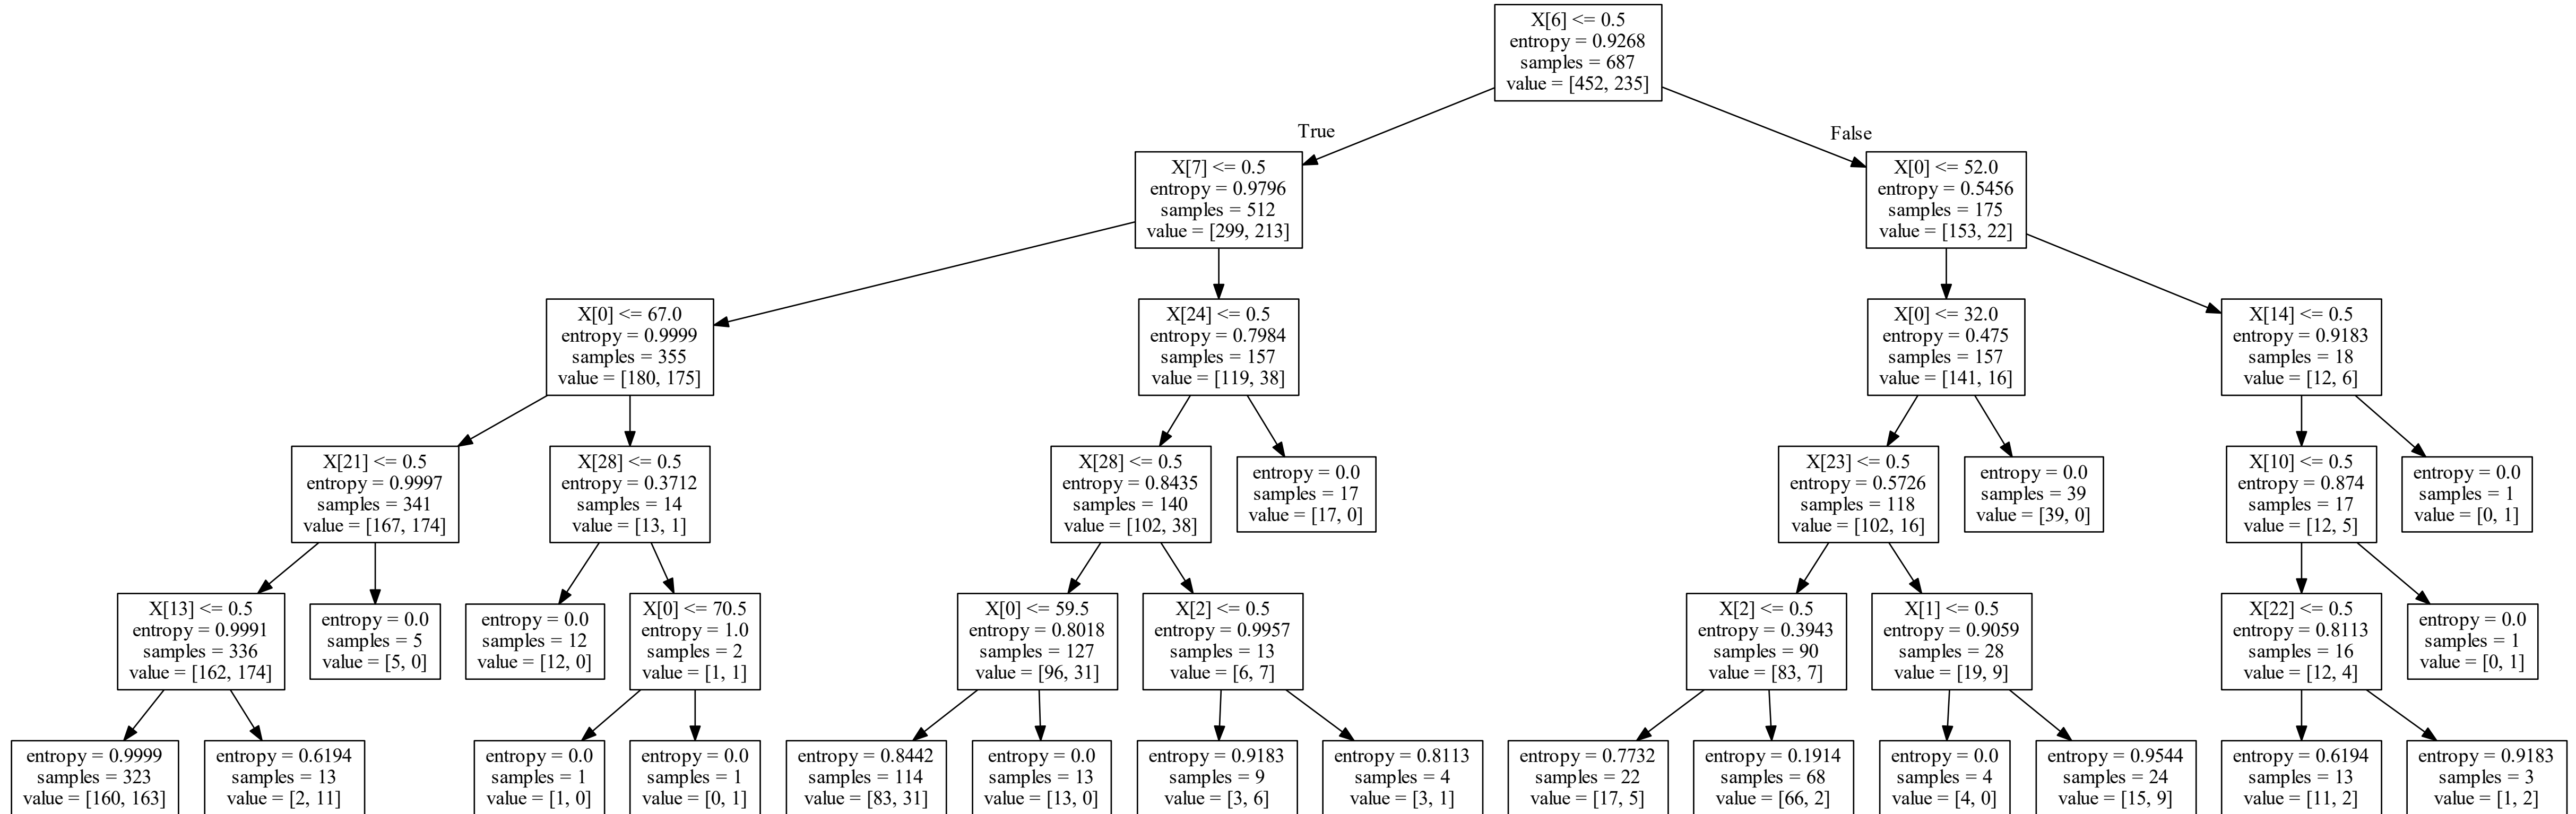 X[6] <= 0.5
entropy = 0.9268
samples = 687
value = [452, 235]
True
False
X[7] <= 0.5
entropy = 0.9796
samples = 512
value = [299, 213]
X[0] <= 52.0
entropy = 0.5456
samples = 175
value = [153, 22]
X[0] <= 67.0
entropy = 0.9999
samples = 355
value = [180, 175]
X[24] <= 0.5
entropy = 0.7984
samples = 157
value = [119, 38]
X[0] <= 32.0
entropy = 0.475
samples = 157
value = [141, 16]
X[14] <= 0.5
entropy = 0.9183
samples = 18
value = [12, 6]
X[21] <= 0.5
entropy = 0.9997
samples = 341
value = [167, 174]
X[28] <= 0.5
entropy = 0.3712
samples = 14
value = [13, 1]
X[28] <= 0.5
entropy = 0.8435
samples = 140
value = [102, 38]
entropy = 0.0
samples = 17
value = [17, 0]
X[23] <= 0.5
entropy = 0.5726
samples = 118
value = [102, 16]
entropy = 0.0
samples = 39
value = [39, 0]
X[10] <= 0.5
entropy = 0.874
samples = 17
value = [12, 5]
entropy = 0.0
samples = 1
value = [0, 1]
X[13] <= 0.5
entropy = 0.9991
samples = 336
value = [162, 174]
entropy = 0.0
samples = 5
value = [5, 0]
entropy = 0.0
samples = 12
value = [12, 0]
X[0] <= 70.5
entropy = 1.0
samples = 2
value = [1, 1]
X[0] <= 59.5
entropy = 0.8018
samples = 127
value = [96, 31]
X[2] <= 0.5
entropy = 0.9957
samples = 13
value = [6, 7]
X[2] <= 0.5
entropy = 0.3943
samples = 90
value = [83, 7]
X[1] <= 0.5
entropy = 0.9059
samples = 28
value = [19, 9]
X[22] <= 0.5
entropy = 0.8113
samples = 16
value = [12, 4]
entropy = 0.0
samples = 1
value = [0, 1]
entropy = 0.9999
samples = 323
value = [160, 163]
entropy = 0.6194
samples = 13
value = [2, 11]
entropy = 0.0
samples = 1
value = [1, 0]
entropy = 0.0
samples = 1
value = [0, 1]
entropy = 0.8442
samples = 114
value = [83, 31]
entropy = 0.0
samples = 13
value = [13, 0]
entropy = 0.9183
samples = 9
value = [3, 6]
entropy = 0.8113
samples = 4
value = [3, 1]
entropy = 0.7732
samples = 22
value = [17, 5]
entropy = 0.1914
samples = 68
value = [66, 2]
entropy = 0.0
samples = 4
value = [4, 0]
entropy = 0.9544
samples = 24
value = [15, 9]
entropy = 0.6194
samples = 13
value = [11, 2]
entropy = 0.9183
samples = 3
value = [1, 2]